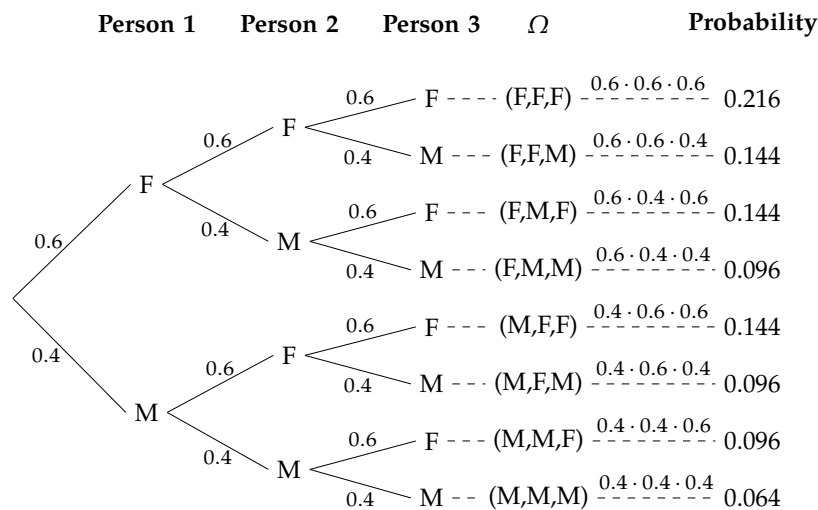 Person 1 Person 2 Person 3 Ω Probability
0.6 F (F,F,F) 0.6 · 0.6 · 0.6 0.216
0.6 F
0.4 M (F,F,M) 0.6 · 0.6 · 0.4 0.144
F
0.6 F (F,M,F) 0.6 · 0.4 · 0.6 0.144
0.6 0.4 M
0.4 M (F,M,M) 0.6 · 0.4 · 0.4 0.096
0.6 F (M,F,F) 0.4 · 0.6 · 0.6 0.144
0.4 0.6 F
0.4 M (M,F,M) 0.4 · 0.6 · 0.4 0.096
M
0.6 F (M,M,F) 0.4 · 0.4 · 0.6 0.096
0.4 M
0.4 M (M,M,M) 0.4 · 0.4 · 0.4 0.064